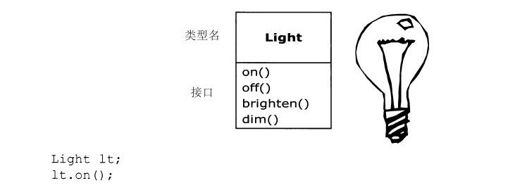 类型名
Light
接口
on()
off()
brighten()
dim()
Light lt;
lt.on();